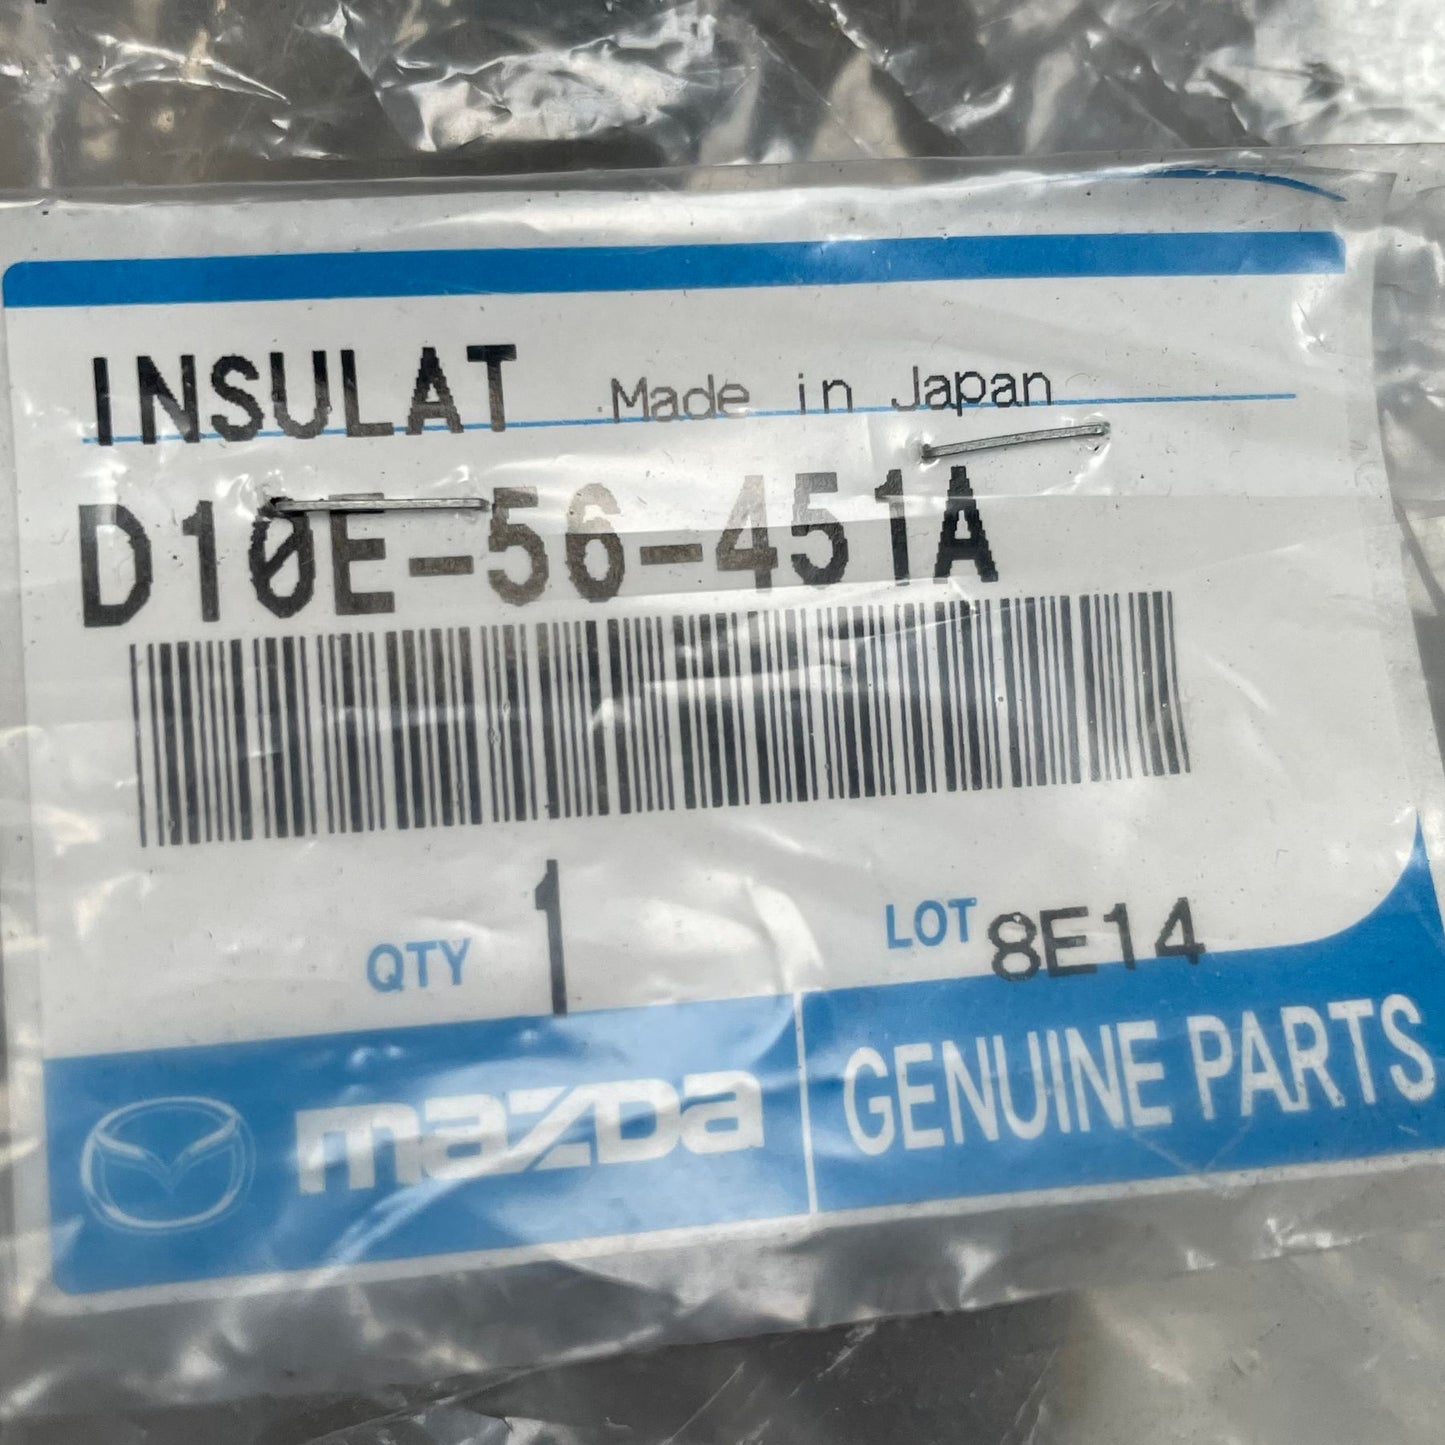 INSULAT Made in Japan
D10E-56-451A
QTY 1 LOT 8E14
mazda GENUINE PARTS